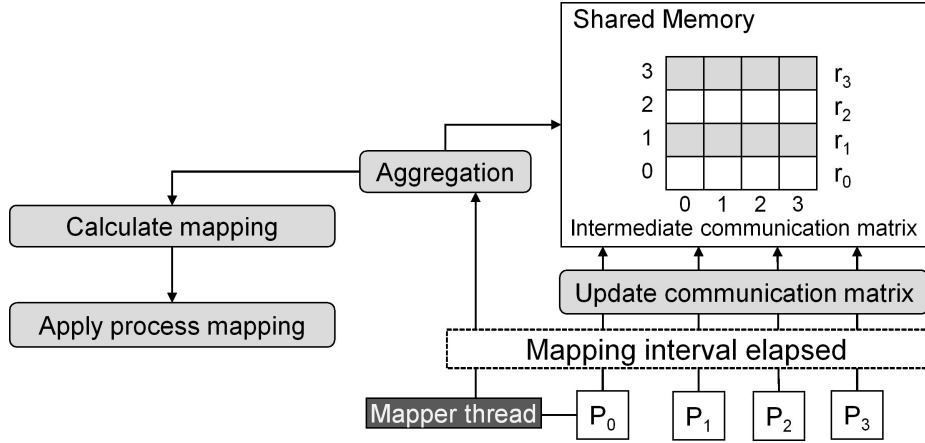 Shared Memory
3 r3
2 r2
1 r1
0 r0
0 1 2 3
Intermediate communication matrix
Aggregation
Calculate mapping
Apply process mapping
Update communication matrix
Mapping interval elapsed
Mapper thread
P0 P1 P2 P3